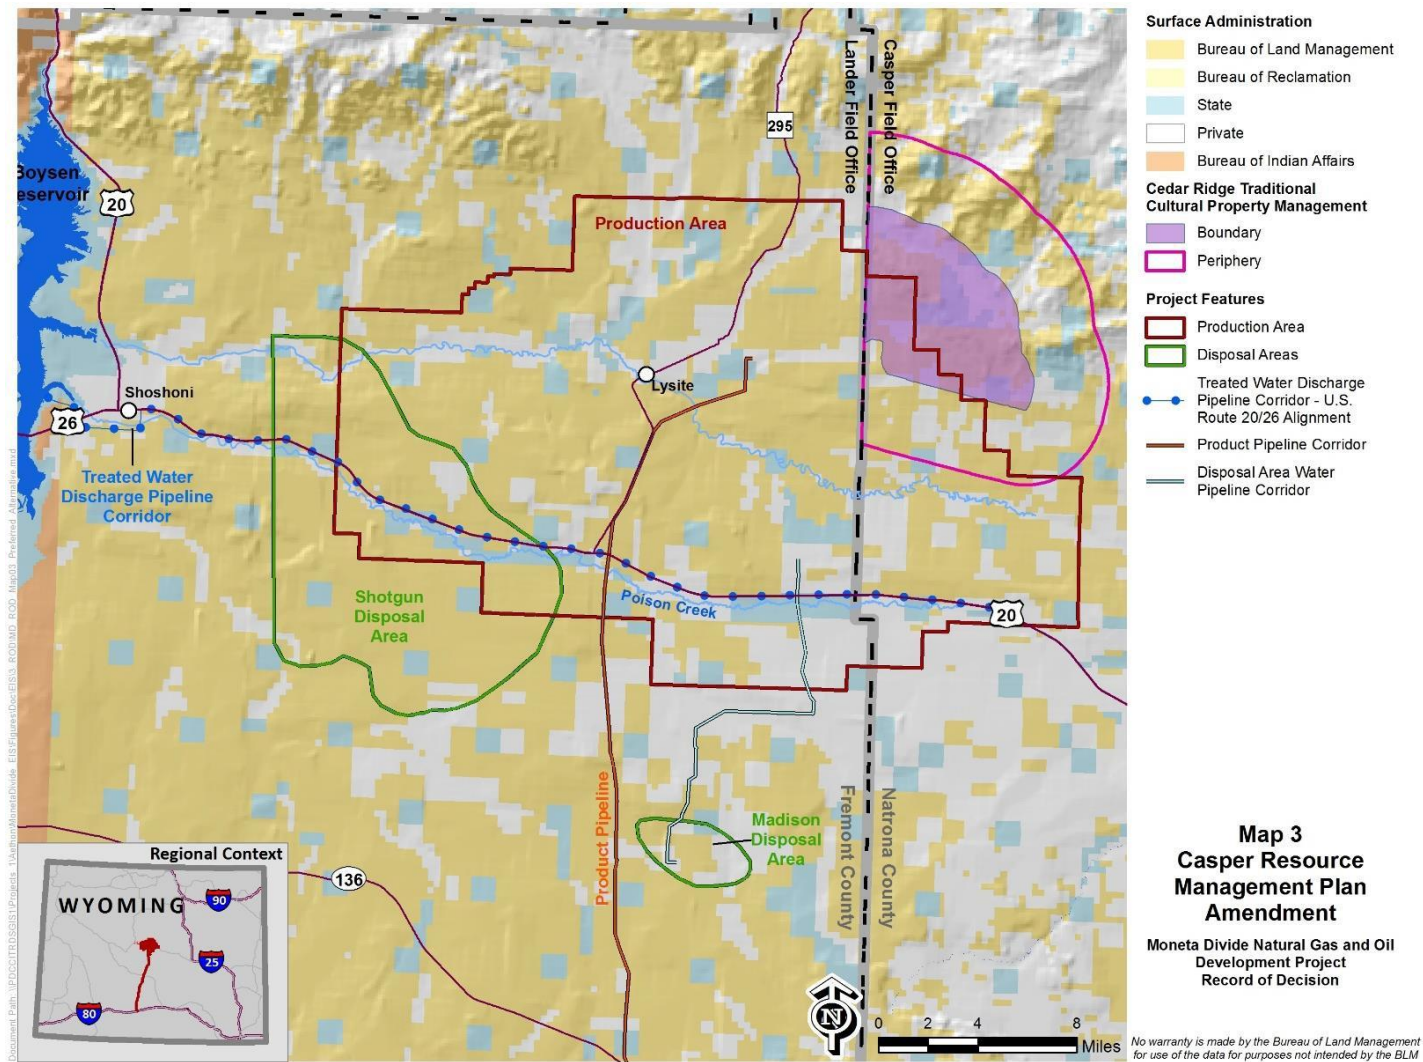 Surface Administration
Bureau of Land Management
Bureau of Reclamation
State
Private
Bureau of Indian Affairs
Cedar Ridge Traditional
Cultural Property Management
Boundary
Periphery
Project Features
Production Area
Disposal Areas
Treated Water Discharge
Pipeline Corridor - U.S.
Route 20/26 Alignment
Product Pipeline Corridor
Disposal Area Water
Pipeline Corridor
Map 3
Casper Resource
Management Plan
Amendment
Moneta Divide Natural Gas and Oil
Development Project
Record of Decision
No warranty is made by the Bureau of Land Management
for use of the data for purposes not intended by the BLM
Lander Field Office
Casper Field Office
295
Boysen
eservoir
20
Production Area
Shoshoni
26
Lysite
Treated Water
Discharge Pipeline
Corridor
Shotgun
Disposal
Area
Poison Creek
20
Product Pipeline
Madison
Disposal
Area
Fremont County
Natrona County
136
Regional Context
WYOMING
90
25
80
N
0 2 4 8
Miles